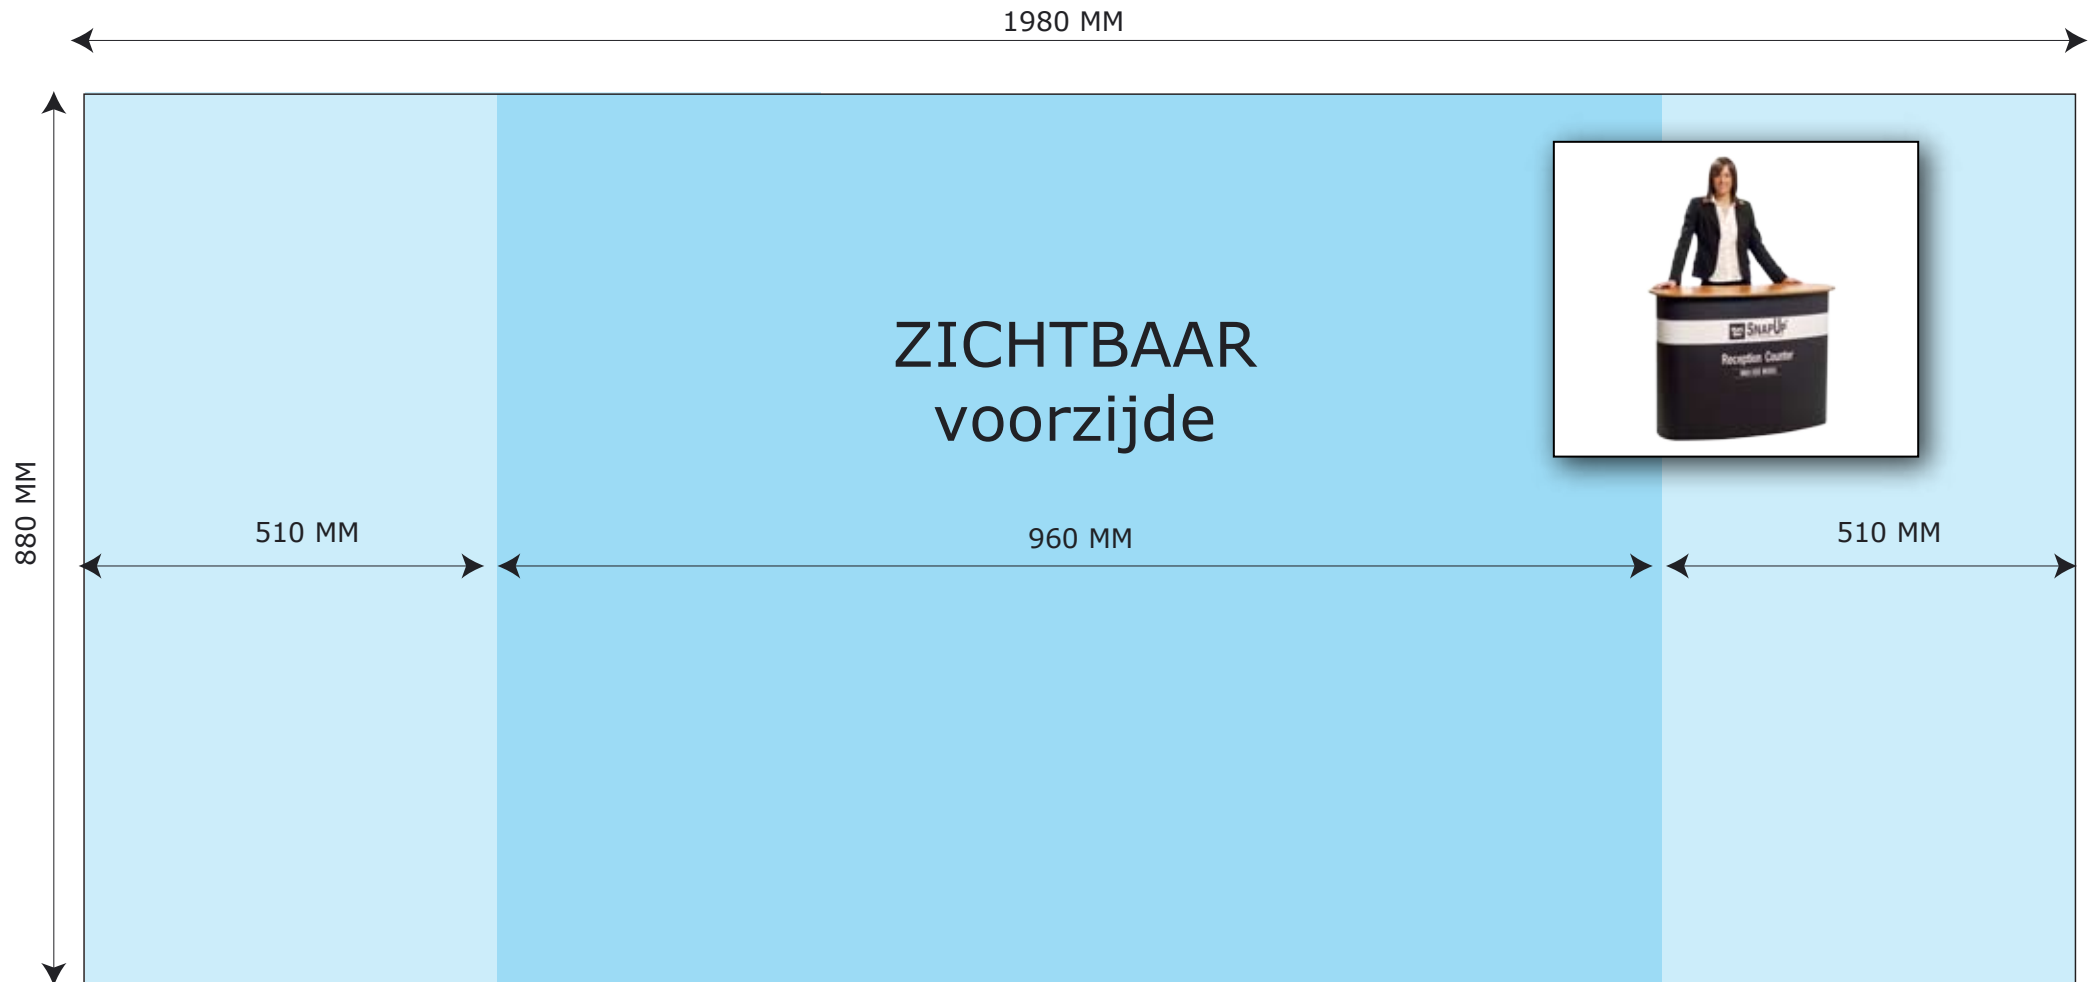 1980 MM
ZICHTBAAR
voorzijde
880 MM
510 MM
960 MM
510 MM
SNAPUP
Reception Counter